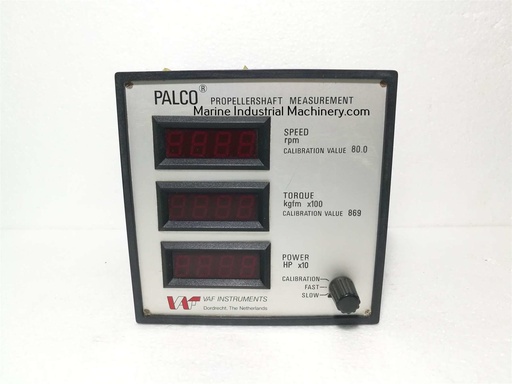 PALCO® PROPELLERSHAFT MEASUREMENT
Marine Industrial Machinery.com
SPEED
rpm
CALIBRATION VALUE 80.0
TORQUE
kgfm x100
CALIBRATION VALUE 869
POWER
HP x10
CALIBRATION
FAST
SLOW
VAF VAF INSTRUMENTS
Dordrecht The Netherlands